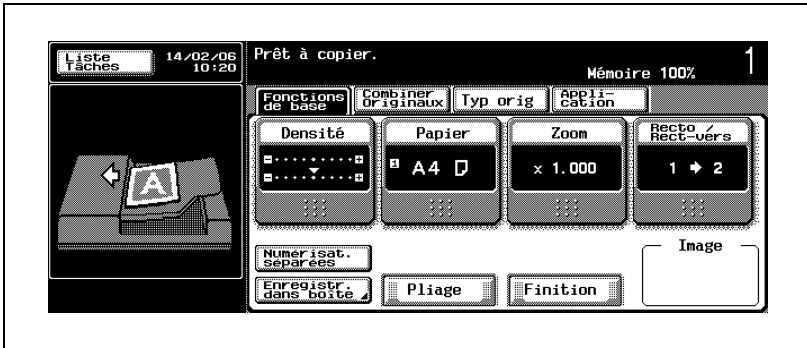 Liste
Tâches
14/02/06
10:20
Prêt à copier.
1
Mémoire 100%
Fonctions
de base
Combiner
Originaux
Typ orig
Appli-
cation
Densité
Papier
Zoom
Recto /
Rect-vers
1 A4
x 1.000
1 ➔ 2
A
Numérisat.
séparées
Image
Enregistr.
dans boîte
Pliage
Finition